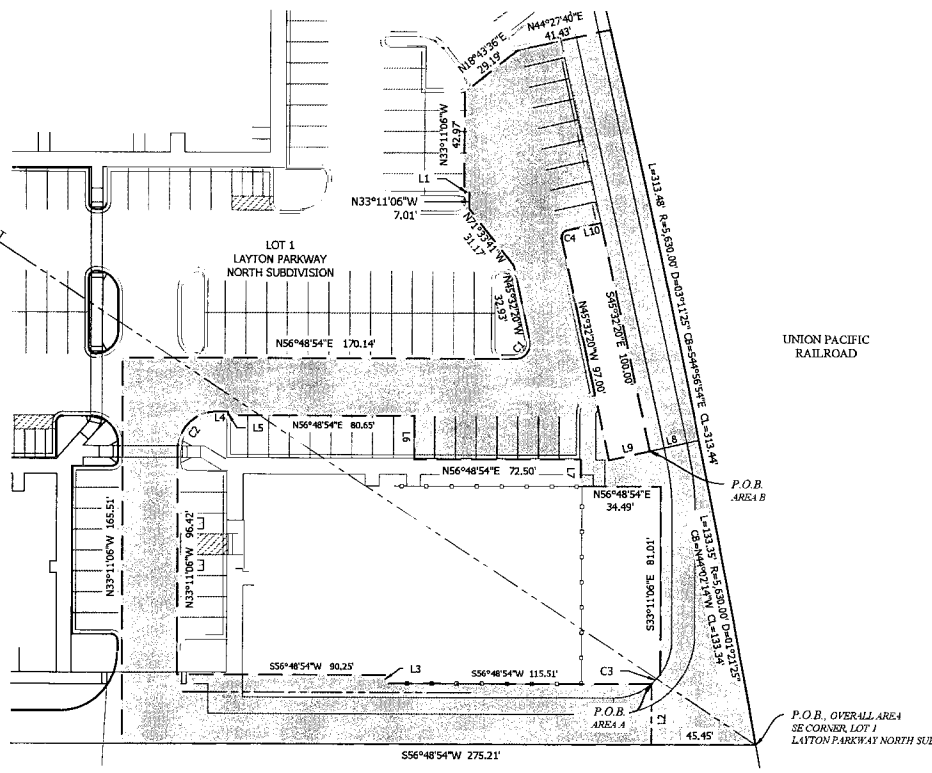 N44°27'40"E
41.43'
N18°43'36"E
29.19'
N33°11'06"W
42.97
L1
N33°11'06"W
7.01'
N71°33'41"W
31.17'
LOT 1
LAYTON PARKWAY
NORTH SUBDIVISION
C4
L10
N45°32'20"W
32.93'
C1
N45°32'20"W 97.00'
S45°32'20"E 100.00'
L=313.48' R=5,630.00' D=03°11'25" CB=S44°56'54"E CL=313.44'
UNION PACIFIC
RAILROAD
N56°48'54"E 170.14'
L4
L5
N56°48'54"E 80.65'
C2
L6
L9
L8
N56°48'54"E 72.50'
L7
P.O.B.
AREA B
N56°48'54"E
34.49'
N33°11'06"W 165.51'
N33°11'06"W 96.42'
S33°11'06"E 81.01'
L=133.35' R=5,630.00' D=01°21'25"
CB=N44°02'14"W CL=133.34'
S56°48'54"W 90.25'
L3
S56°48'54"W 115.51'
C3
P.O.B.
AREA A
L2
45.45'
P.O.B., OVERALL AREA
SE CORNER, LOT 1
LAYTON PARKWAY NORTH SUB
S56°48'54"W 275.21'